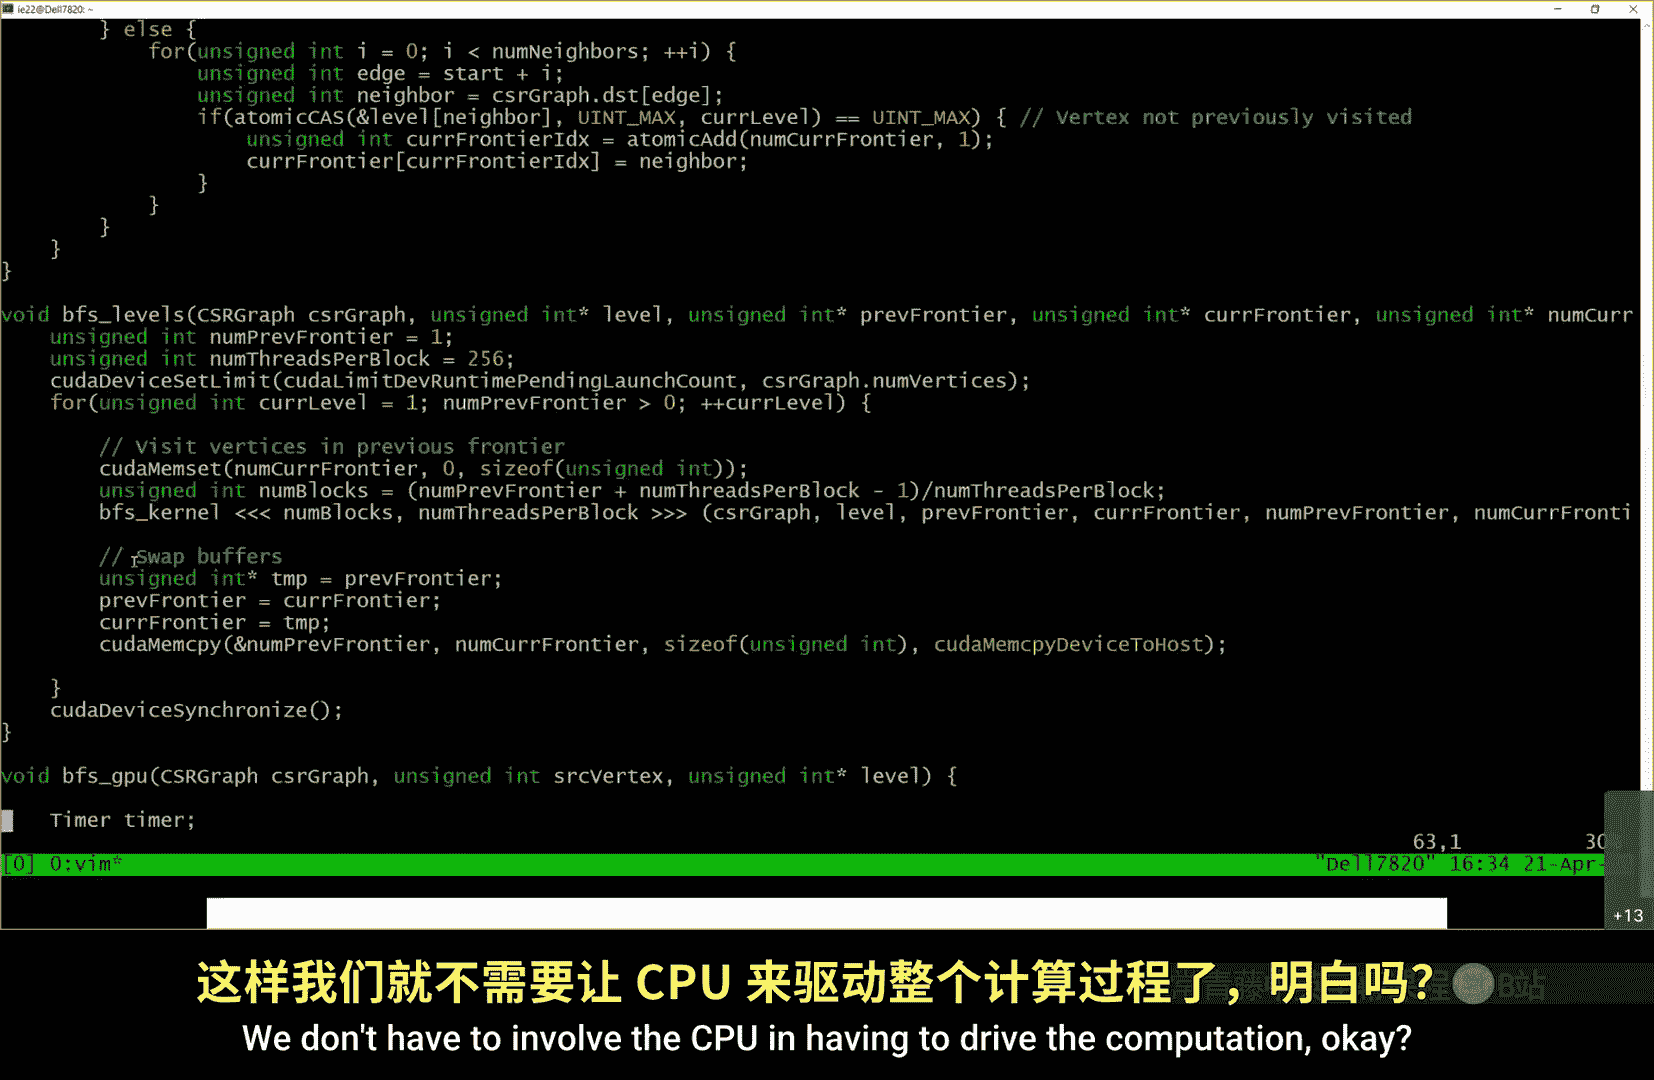 ie22@Dell7820: ~
} else {
for(unsigned int i = 0; i < numNeighbors; ++i) {
unsigned int edge = start + i;
unsigned int neighbor = csrGraph.dst[edge];
if(atomicCAS(&level[neighbor], UINT_MAX, currLevel) == UINT_MAX) { // Vertex not previously visited
unsigned int currFrontierIdx = atomicAdd(numCurrFrontier, 1);
currFrontier[currFrontierIdx] = neighbor;
}
}
}
}
}
void bfs_levels(CSRGraph csrGraph, unsigned int* level, unsigned int* prevFrontier, unsigned int* currFrontier, unsigned int* numCurr
unsigned int numPrevFrontier = 1;
unsigned int numThreadsPerBlock = 256;
cudaDeviceSetLimit(cudaLimitDevRuntimePendingLaunchCount, csrGraph.numVertices);
for(unsigned int currLevel = 1; numPrevFrontier > 0; ++currLevel) {
// Visit vertices in previous frontier
cudaMemset(numCurrFrontier, 0, sizeof(unsigned int));
unsigned int numBlocks = (numPrevFrontier + numThreadsPerBlock - 1)/numThreadsPerBlock;
bfs_kernel <<< numBlocks, numThreadsPerBlock >>> (csrGraph, level, prevFrontier, currFrontier, numPrevFrontier, numCurrFronti
// Swap buffers
unsigned int* tmp = prevFrontier;
prevFrontier = currFrontier;
currFrontier = tmp;
cudaMemcpy(&numPrevFrontier, numCurrFrontier, sizeof(unsigned int), cudaMemcpyDeviceToHost);
}
cudaDeviceSynchronize();
}
void bfs_gpu(CSRGraph csrGraph, unsigned int srcVertex, unsigned int* level) {
Timer timer;
63,1 30
[0] 0:vim* "Dell7820" 16:34 21-Apr-
+13
这样我们就不需要让 CPU 来驱动整个计算过程了，明白吗？
B站
We don't have to involve the CPU in having to drive the computation, okay?